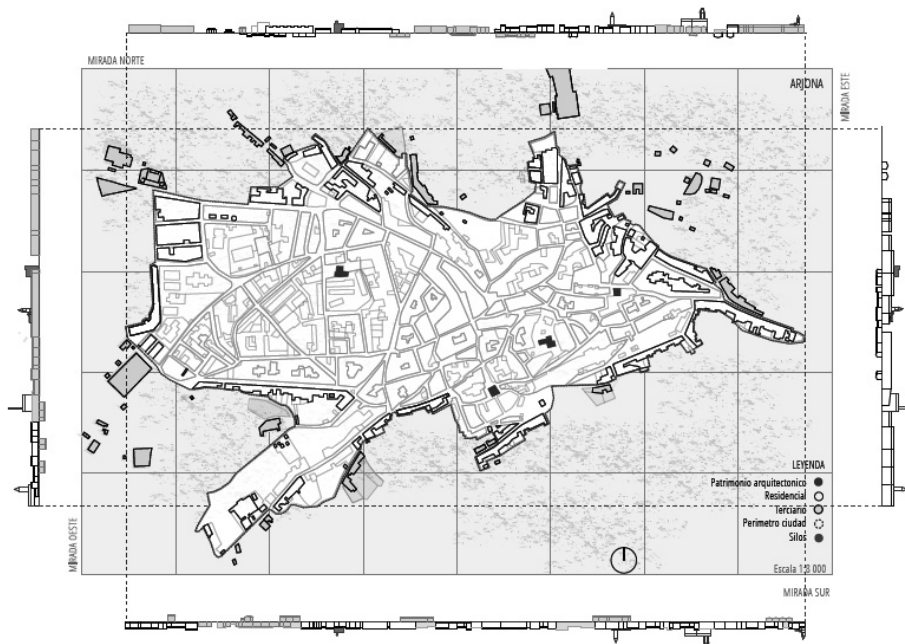 MIRADA NORTE
ARJONA
MIRADA ESTE
LEYENDA
Patrimonio arquitectonico
Residencial
Terciario
Perimetro ciudad
Silos
Escala 1:3 000
MIRADA OESTE
MIRADA SUR